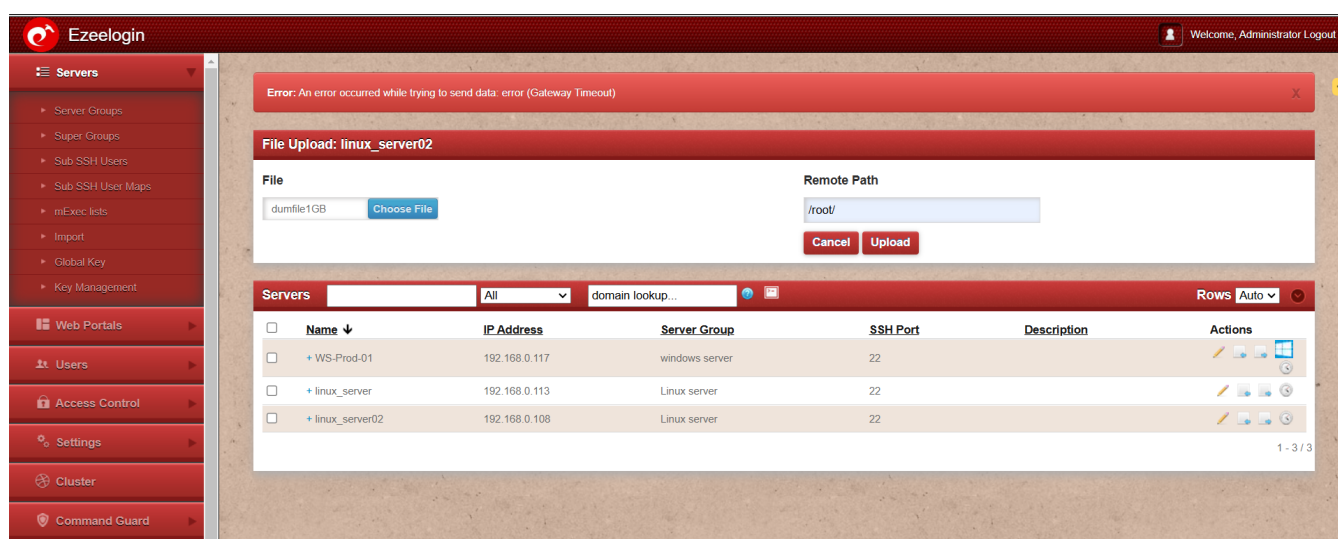 Ezeelogin
Welcome, Administrator Logout
Servers
Server Groups
Super Groups
Sub SSH Users
Sub SSH User Maps
mExec lists
Import
Global Key
Key Management
Web Portals
Users
Access Control
Settings
Cluster
Command Guard
Error: An error occurred while trying to send data: error (Gateway Timeout)
X
File Upload: linux_server02
File
Remote Path
dumfile1GB Choose File
/root/
Cancel Upload
Servers All domain lookup... Rows Auto
Name ↓ IP Address Server Group SSH Port Description Actions
+ WS-Prod-01 192.168.0.117 windows server 22
+ linux_server 192.168.0.113 Linux server 22
+ linux_server02 192.168.0.108 Linux server 22
1 - 3 / 3